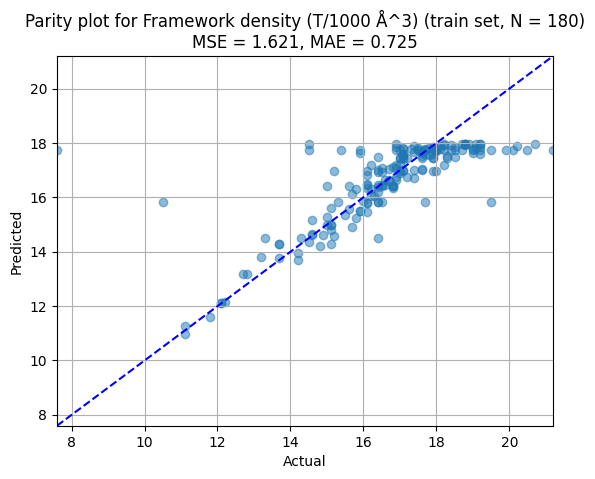 Parity plot for Framework density (T/1000 Å^3) (train set, N = 180)
MSE = 1.621, MAE = 0.725
Predicted
20
18
16
14
12
10
8
8 10 12 14 16 18 20
Actual